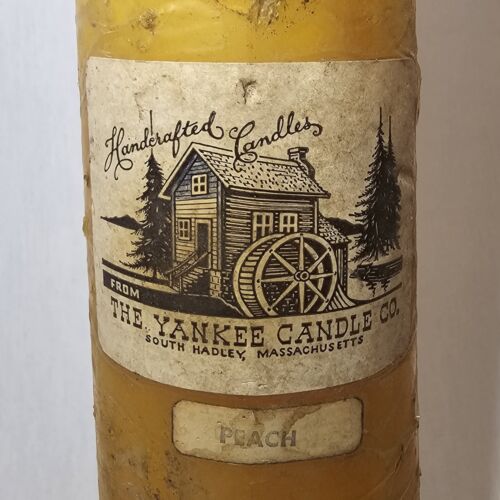 Handcrafted Candles
FROM
THE YANKEE CANDLE CO.
SOUTH HADLEY, MASSACHUSETTS
PEACH